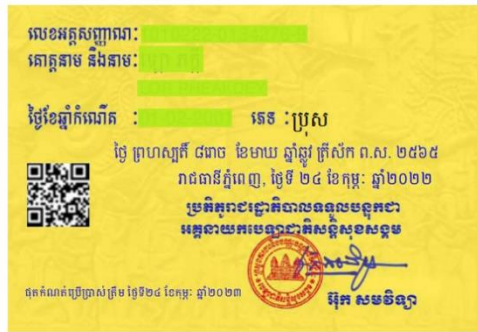 លេខអត្តសញ្ញាណ:
គោត្តនាម និងនាម:
ថ្ងៃខែឆ្នាំកំណើត : ភេទ : ប្រុស
ថ្ងៃ ព្រហស្បតិ៍ ៨រោច ខែមាឃ ឆ្នាំឆ្លូវ ត្រីស័ក ព.ស. ២៥៦៥
រាជធានីភ្នំពេញ, ថ្ងៃទី ២៤ ខែកុម្ភៈ ឆ្នាំ២០២២
ប្រតិភូរាជរដ្ឋាភិបាលទទួលបន្ទុកជា
អគ្គនាយកបេឡាជាតិសន្តិសុខសង្គម
ផុតកំណត់ប្រើប្រាស់ត្រឹម ថ្ងៃទី២៤ ខែកុម្ភៈ ឆ្នាំ២០២៣
អ៊ុក សមវិទ្យា